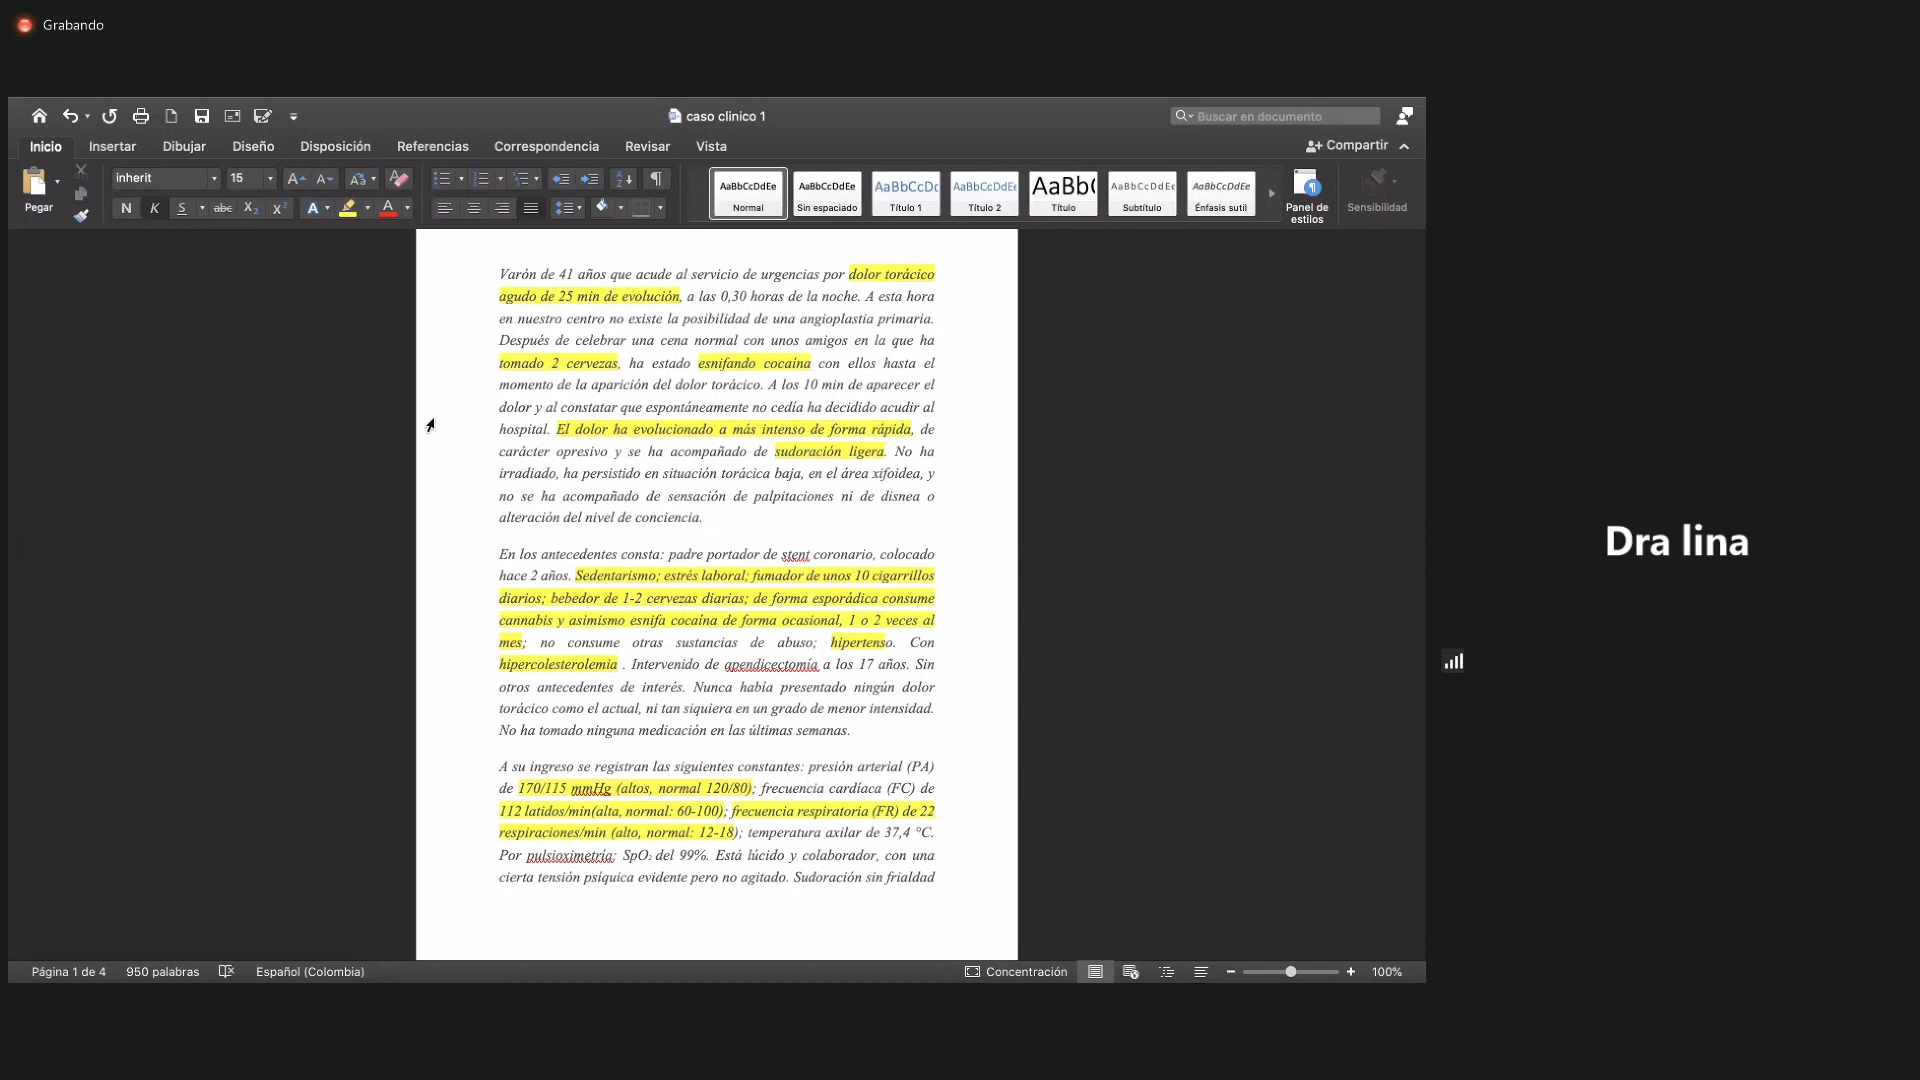 Grabando
caso clinico 1
Buscar en documento
Inicio
Insertar
Dibujar
Diseño
Disposición
Referencias
Correspondencia
Revisar
Vista
Compartir
Pegar
inherit
15
N K S abc X₂ X²
AaBbCcDdEe
Normal
AaBbCcDdEe
Sin espaciado
AaBbCcDc
Título 1
AaBbCcDdEe
Título 2
AaBb(
Título
AaBbCcDdEe
Subtítulo
AaBbCcDdEe
Énfasis sutil
Panel de
estilos
Sensibilidad
Varón de 41 años que acude al servicio de urgencias por dolor torácico
agudo de 25 min de evolución, a las 0,30 horas de la noche. A esta hora
en nuestro centro no existe la posibilidad de una angioplastia primaria.
Después de celebrar una cena normal con unos amigos en la que ha
tomado 2 cervezas, ha estado esnifando cocaína con ellos hasta el
momento de la aparición del dolor torácico. A los 10 min de aparecer el
dolor y al constatar que espontáneamente no cedía ha decidido acudir al
hospital. El dolor ha evolucionado a más intenso de forma rápida, de
carácter opresivo y se ha acompañado de sudoración ligera. No ha
irradiado, ha persistido en situación torácica baja, en el área xifoidea, y
no se ha acompañado de sensación de palpitaciones ni de disnea o
alteración del nivel de conciencia.
En los antecedentes consta: padre portador de stent coronario, colocado
hace 2 años. Sedentarismo; estrés laboral; fumador de unos 10 cigarrillos
diarios; bebedor de 1-2 cervezas diarias; de forma esporádica consume
cannabis y asimismo esnifa cocaína de forma ocasional, 1 o 2 veces al
mes; no consume otras sustancias de abuso; hipertenso. Con
hipercolesterolemia . Intervenido de apendicectomía a los 17 años. Sin
otros antecedentes de interés. Nunca había presentado ningún dolor
torácico como el actual, ni tan siquiera en un grado de menor intensidad.
No ha tomado ninguna medicación en las últimas semanas.
A su ingreso se registran las siguientes constantes: presión arterial (PA)
de 170/115 mmHg (altos, normal 120/80); frecuencia cardíaca (FC) de
112 latidos/min(alta, normal: 60-100); frecuencia respiratoria (FR) de 22
respiraciones/min (alto, normal: 12-18); temperatura axilar de 37,4 °C.
Por pulsioximetría: SpO₂ del 99%. Está lúcido y colaborador, con una
cierta tensión psíquica evidente pero no agitado. Sudoración sin frialdad
Dra lina
Página 1 de 4
950 palabras
Español (Colombia)
Concentración
100%